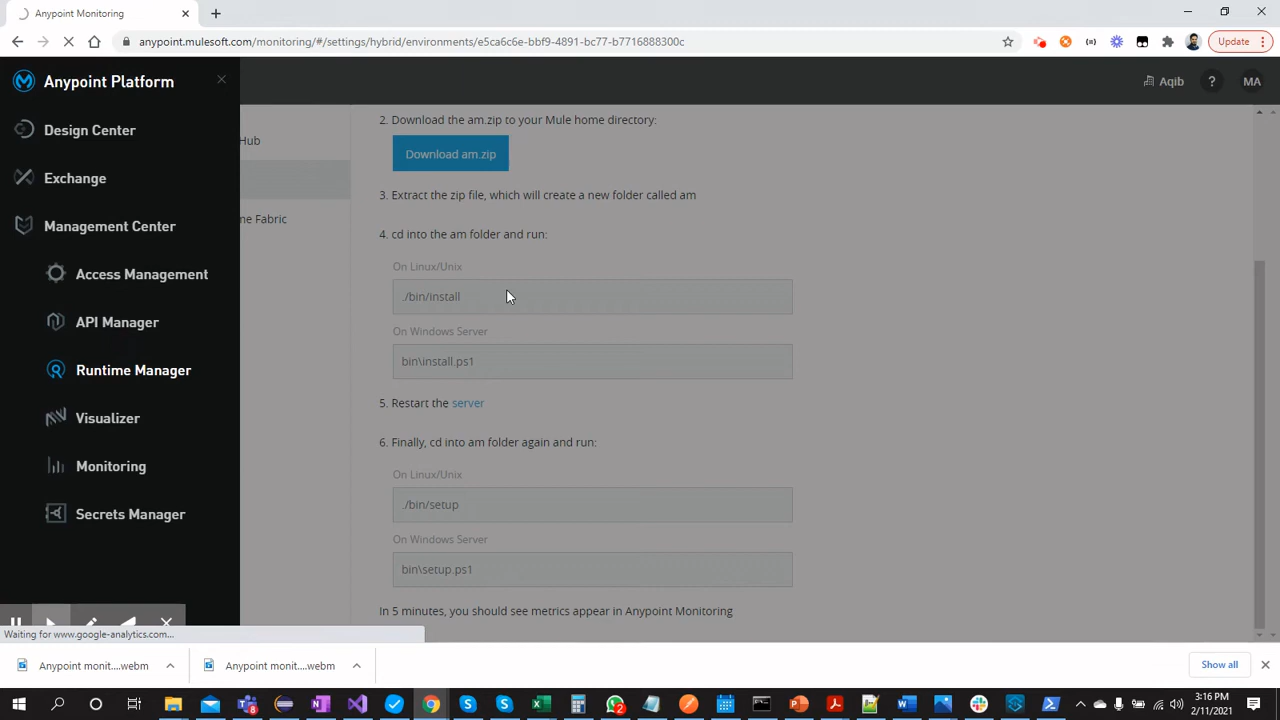 Anypoint Monitoring
anypoint.mulesoft.com/monitoring/#/settings/hybrid/environments/e5ca6c6e-bbf9-4891-bc77-b7716888300c
Update
Anypoint Platform
Aqib
?
MA
Design Center
Exchange
Management Center
Access Management
API Manager
Runtime Manager
Visualizer
Monitoring
Secrets Manager
Hub
ne Fabric
2. Download the am.zip to your Mule home directory:
Download am.zip
3. Extract the zip file, which will create a new folder called am
4. cd into the am folder and run:
On Linux/Unix
./bin/install
On Windows Server
bin\install.ps1
5. Restart the server
6. Finally, cd into am folder again and run:
On Linux/Unix
./bin/setup
On Windows Server
bin\setup.ps1
In 5 minutes, you should see metrics appear in Anypoint Monitoring
Waiting for www.google-analytics.com...
Anypoint monit....webm
Anypoint monit....webm
Show all
2
3:16 PM
2/11/2021